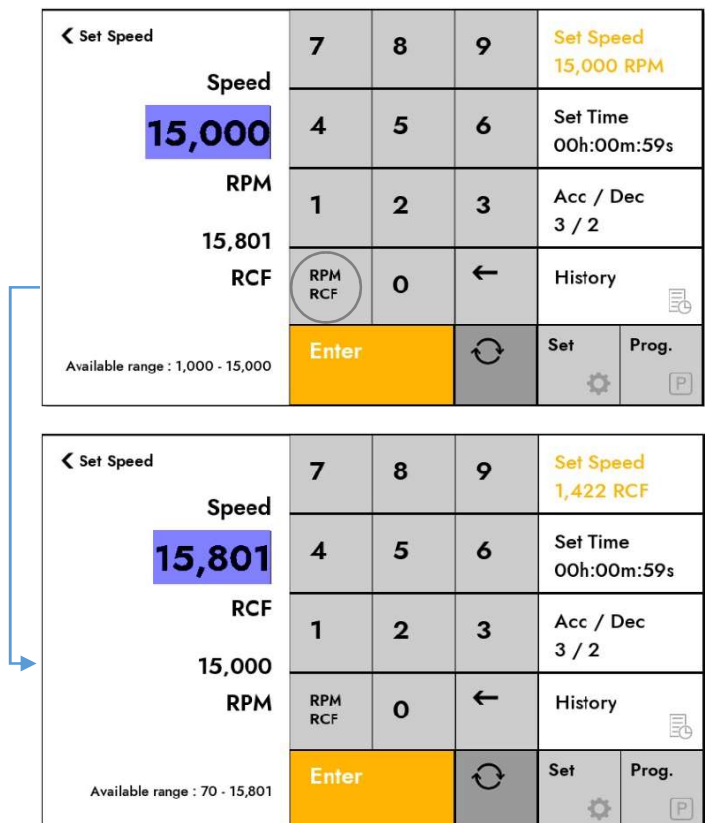 Set Speed
Speed
15,000
RPM
15,801
RCF
Available range : 1,000 - 15,000
7 8 9
4 5 6
1 2 3
RPM
RCF
0 ←
Enter
Set Speed
15,000 RPM
Set Time
00h:00m:59s
Acc / Dec
3 / 2
History
Set Prog.
P
Set Speed
Speed
15,801
RCF
15,000
RPM
Available range : 70 - 15,801
7 8 9
4 5 6
1 2 3
RPM
RCF
0 ←
Enter
Set Speed
1,422 RCF
Set Time
00h:00m:59s
Acc / Dec
3 / 2
History
Set Prog.
P